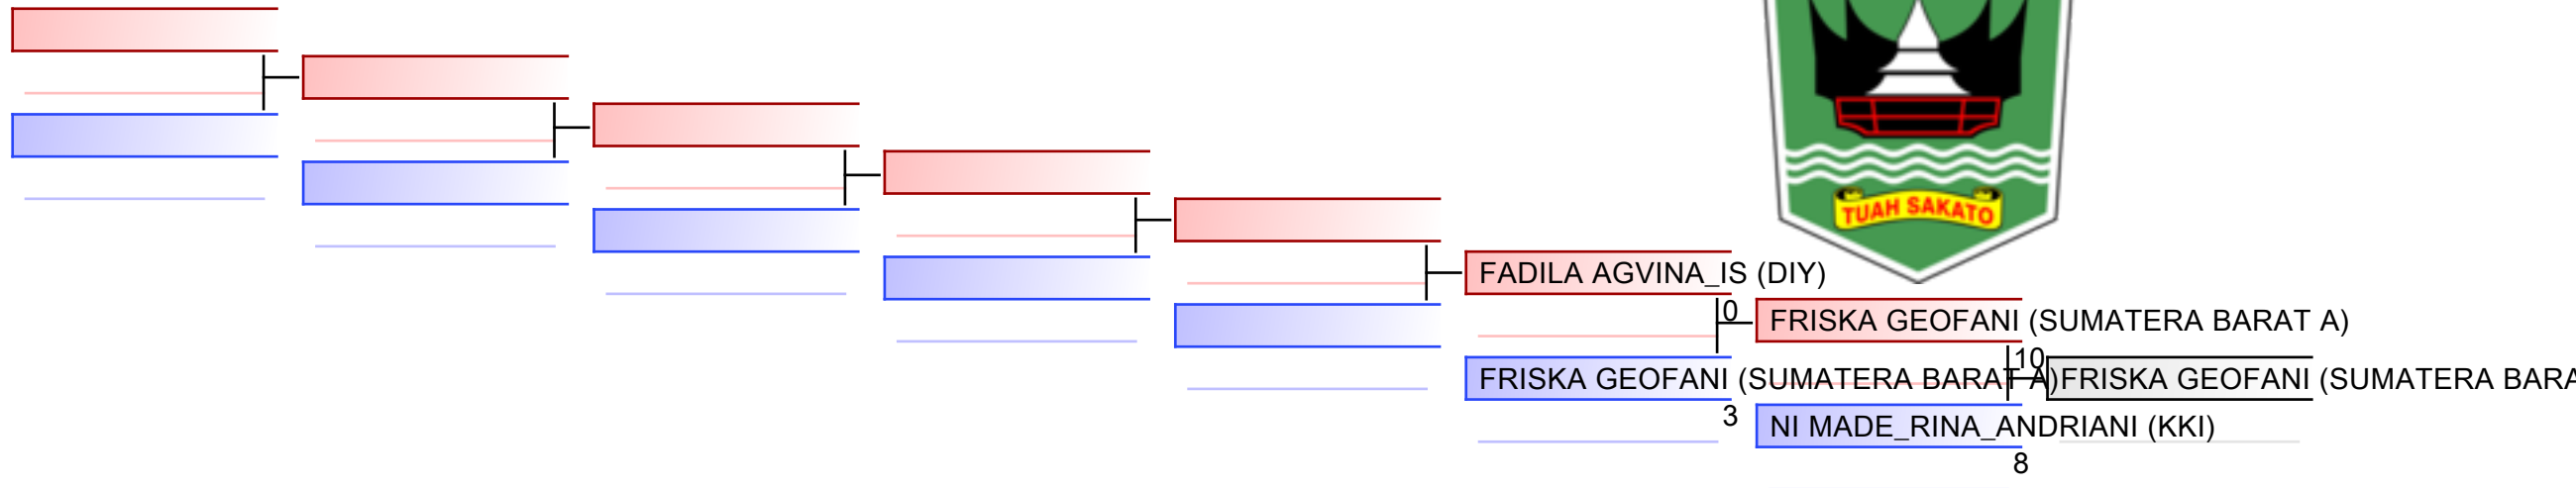 TUAH SAKATO
FADILA AGVINA_IS (DIY)
0
FRISKA GEOFANI (SUMATERA BARAT A)
10
FRISKA GEOFANI (SUMATERA BARAT A)
FRISKA GEOFANI (SUMATERA BARA
3
NI MADE_RINA_ANDRIANI (KKI)
8